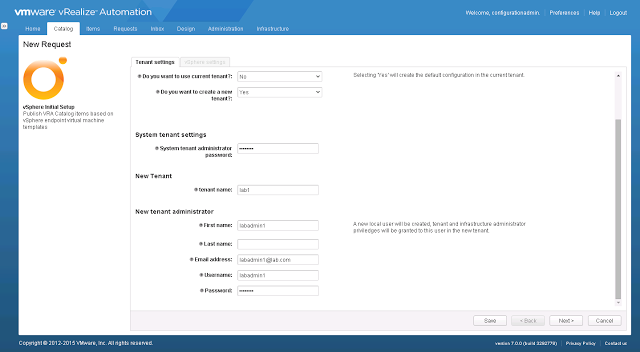 vmware vRealize Automation
Welcome, configurationadmin. Preferences Help Logout
Home Catalog Items Requests Inbox Design Administration Infrastructure
New Request
vSphere Initial Setup
Publish VRA Catalog items based on
vSphere endpoint virtual machine
templates
Tenant settings vSphere settings
Do you want to use current tenant?: No
Selecting 'Yes' will create the default configuration in the current tenant.
Do you want to create a new
tenant?: Yes
System tenant settings
System tenant administrator
password:
New Tenant
tenant name: lab1
New tenant administrator
First name: labadmin1
A new local user will be created, tenant and infrastructure administrator
priviledges will be granted to this user in the new tenant.
Last name:
Email address: labadmin1@lab.com
Username: labadmin1
Password:
Save < Back Next > Cancel
Copyright © 2012-2015 VMware, Inc. All rights reserved.
version 7.0.0 (build 3292778) Privacy Policy Contact us